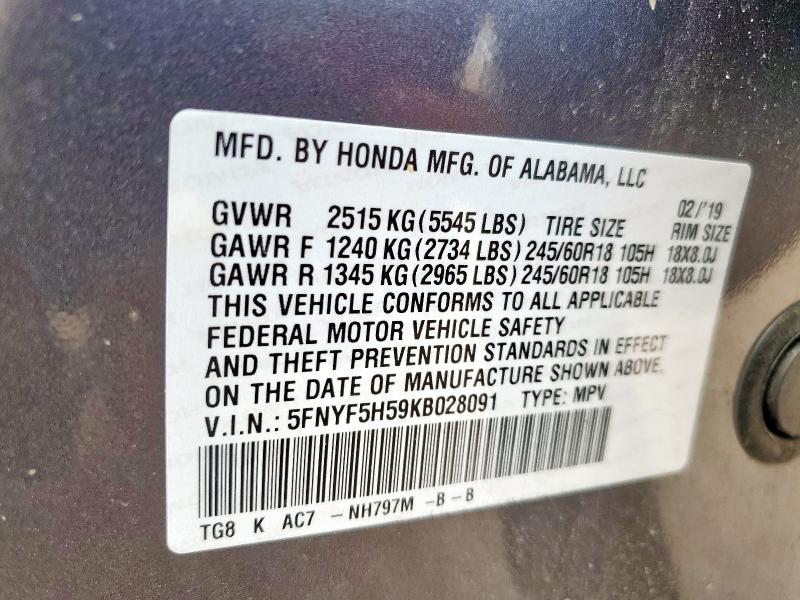 MFD. BY HONDA MFG. OF ALABAMA, LLC
02/'19
GVWR 2515 KG (5545 LBS) TIRE SIZE RIM SIZE
GAWR F 1240 KG (2734 LBS) 245/60R18 105H 18X8.0J
GAWR R 1345 KG (2965 LBS) 245/60R18 105H 18X8.0J
THIS VEHICLE CONFORMS TO ALL APPLICABLE
FEDERAL MOTOR VEHICLE SAFETY
AND THEFT PREVENTION STANDARDS IN EFFECT
ON THE DATE OF MANUFACTURE SHOWN ABOVE.
V.I.N.: 5FNYF5H59KB028091 TYPE: MPV
TG8 K AC7 - NH797M - B - B